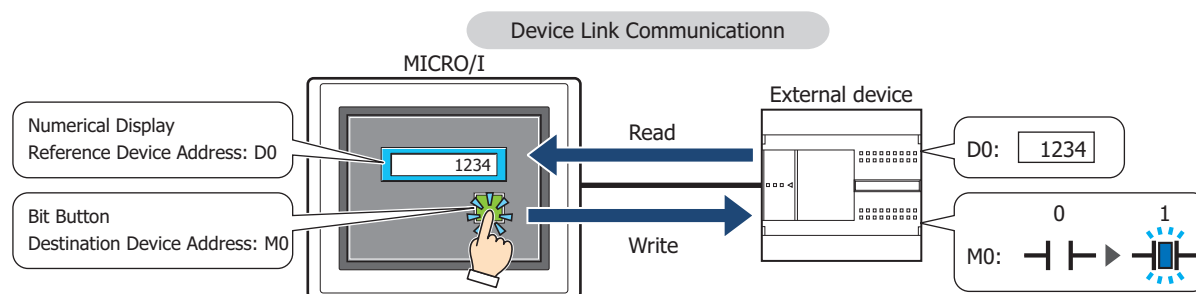 Device Link Communicationn
MICRO/I
External device
Numerical Display
Reference Device Address: D0
1234
Read
D0: 1234
Bit Button
Destination Device Address: M0
Write
0 1
M0: